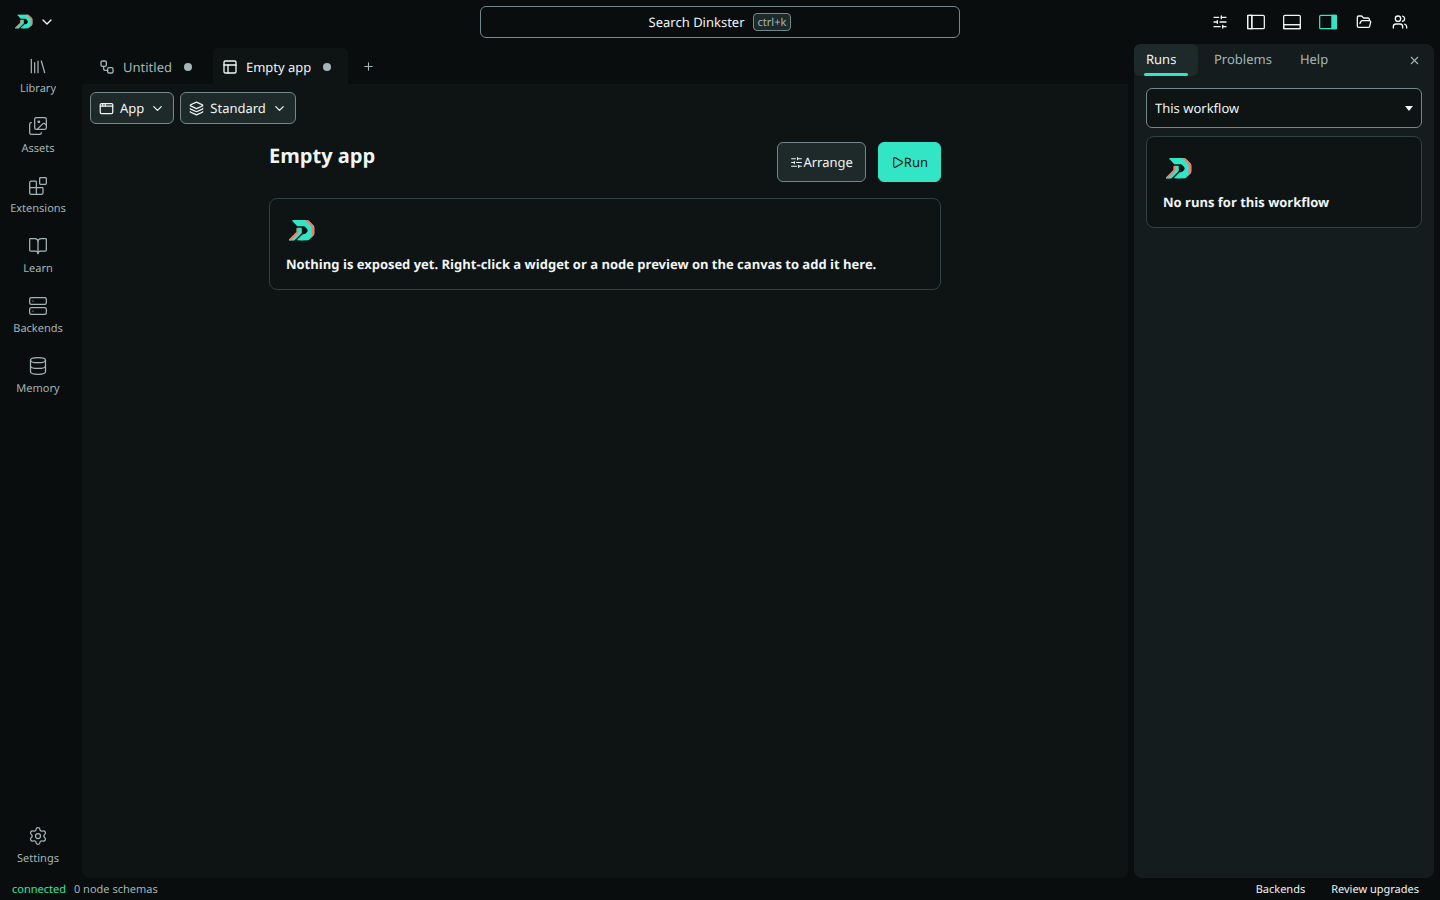 Search Dinkster ctrl+k
Library
Assets
Extensions
Learn
Backends
Memory
Settings
Untitled
Empty app
App
Standard
Empty app
Arrange
Run
Nothing is exposed yet. Right-click a widget or a node preview on the canvas to add it here.
Runs
Problems
Help
This workflow
No runs for this workflow
connected
0 node schemas
Backends
Review upgrades